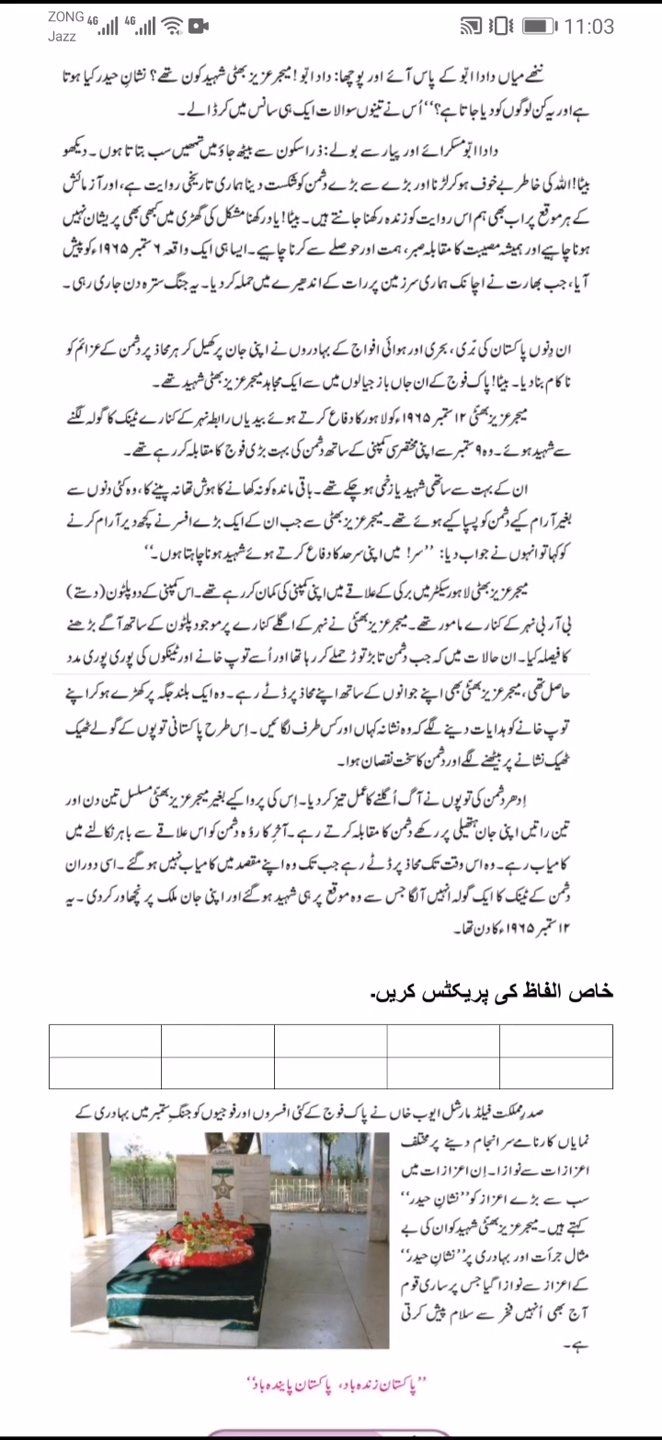 ZONG 4G 4G 11:03
Jazz
ننھے میاں دادا ابّو کے پاس آئے اور پوچھا: دادا ابّو! میجر عزیز بھٹی شہید کون تھے؟ نشانِ حیدر کیا ہوتا
ہے اور یہ کن لوگوں کو دیا جاتا ہے؟‘‘ اُس نے تینوں سوالات ایک ہی سانس میں کر ڈالے۔
دادا ابّو مسکرائے اور پیار سے بولے: ذرا سکون سے بیٹھ جاؤ میں تمھیں سب بتاتا ہوں۔ دیکھو
بیٹا! اللہ کی خاطر بے خوف ہو کر لڑنا اور بڑے سے بڑے دشمن کو شکست دینا ہماری تاریخی روایت ہے، اور آزمائش
کے ہر موقع پر اب بھی ہم اس روایت کو زندہ رکھنا جانتے ہیں۔ بیٹا! یاد رکھنا مشکل کی گھڑی میں کبھی بھی پریشان نہیں
ہونا چاہیے اور ہمیشہ مصیبت کا مقابلہ صبر، ہمت اور حوصلے سے کرنا چاہیے۔ ایسا ہی ایک واقعہ ۶ ستمبر ۱۹۶۵ء کو پیش
آیا، جب بھارت نے اچانک ہماری سرزمین پر رات کے اندھیرے میں حملہ کر دیا۔ یہ جنگ سترہ دن جاری رہی۔
ان دِنوں پاکستان کی بَری، بحری اور ہوائی افواج کے بہادروں نے اپنی جان پر کھیل کر ہر محاذ پر دشمن کے عزائم کو
ناکام بنا دیا۔ بیٹا! پاک فوج کے ان جاں باز جیالوں میں سے ایک مجاہد میجر عزیز بھٹی شہید تھے۔
میجر عزیز بھٹی ۱۲ ستمبر ۱۹۶۵ء کو لاہور کا دفاع کرتے ہوئے بیدیاں رابطہ نہر کے کنارے ٹینک کا گولہ لگنے
سے شہید ہوئے۔ وہ ۹ ستمبر سے اپنی مختصر سی کمپنی کے ساتھ دشمن کی بہت بڑی فوج کا مقابلہ کر رہے تھے۔
ان کے بہت سے ساتھی شہید یا زخمی ہو چکے تھے۔ باقی ماندہ کو نہ کھانے کا ہوش تھا نہ پینے کا، وہ کئی دنوں سے
بغیر آرام کیے دشمن کو پسپا کیے ہوئے تھے۔ میجر عزیز بھٹی سے جب ان کے ایک بڑے افسر نے کچھ دیر آرام کرنے
کو کہا تو انہوں نے جواب دیا: ’’سر! میں اپنی سرحد کا دفاع کرتے ہوئے شہید ہونا چاہتا ہوں۔‘‘
میجر عزیز بھٹی لاہور سیکٹر میں برکی کے علاقے میں اپنی کمپنی کی کمان کر رہے تھے۔ اس کمپنی کے دو پلٹون (دستے)
بی آر بی نہر کے کنارے مامور تھے۔ میجر عزیز بھٹی نے نہر کے اگلے کنارے پر موجود پلٹون کے ساتھ آگے بڑھنے
کا فیصلہ کیا۔ ان حالات میں کہ جب دشمن تابڑ توڑ حملے کر رہا تھا اور اُسے توپ خانے اور ٹینکوں کی پوری پوری مدد
حاصل تھی، میجر عزیز بھٹی بھی اپنے جوانوں کے ساتھ اپنے محاذ پر ڈٹے رہے۔ وہ ایک بلند جگہ پر کھڑے ہو کر اپنے
توپ خانے کو ہدایات دینے لگے کہ وہ نشانہ کہاں اور کس طرف لگائیں۔ اِس طرح پاکستانی توپوں کے گولے ٹھیک
ٹھیک نشانے پر بیٹھنے لگے اور دشمن کا سخت نقصان ہوا۔
اِدھر دشمن کی توپوں نے آگ اُگلنے کا عمل تیز کر دیا۔ اِس کی پروا کیے بغیر میجر عزیز بھٹی مسلسل تین دن اور
تین راتیں اپنی جان ہتھیلی پر رکھے دشمن کا مقابلہ کرتے رہے۔ آخر کار وُہ دشمن کو اس علاقے سے باہر نکالنے میں
کامیاب رہے۔ وہ اس وقت تک محاذ پر ڈٹے رہے جب تک وہ اپنے مقصد میں کامیاب نہیں ہو گئے۔ اسی دوران
دشمن کے ٹینک کا ایک گولہ انہیں آ لگا جس سے وہ موقع پر ہی شہید ہو گئے اور اپنی جان ملک پر نچھاور کر دی۔ یہ
۱۲ ستمبر ۱۹۶۵ء کا دن تھا۔
خاص الفاظ کی پریکٹس کریں۔
صدرِ مملکت فیلڈ مارشل ایوب خاں نے پاک فوج کے کئی افسروں اور فوجیوں کو جنگِ ستمبر میں بہادری کے
نمایاں کارنامے سر انجام دینے پر مختلف
اعزازات سے نوازا۔ اِن اعزازات میں
سب سے بڑے اعزاز کو ’’نشانِ حیدر‘‘
کہتے ہیں۔ میجر عزیز بھٹی شہید کو ان کی بے
مثال جرأت اور بہادری پر ’’نشانِ حیدر‘‘
کے اعزاز سے نوازا گیا جس پر ساری قوم
آج بھی اُنہیں فخر سے سلام پیش کرتی
ہے۔
’’پاکستان زندہ باد، پاکستان پایندہ باد‘‘